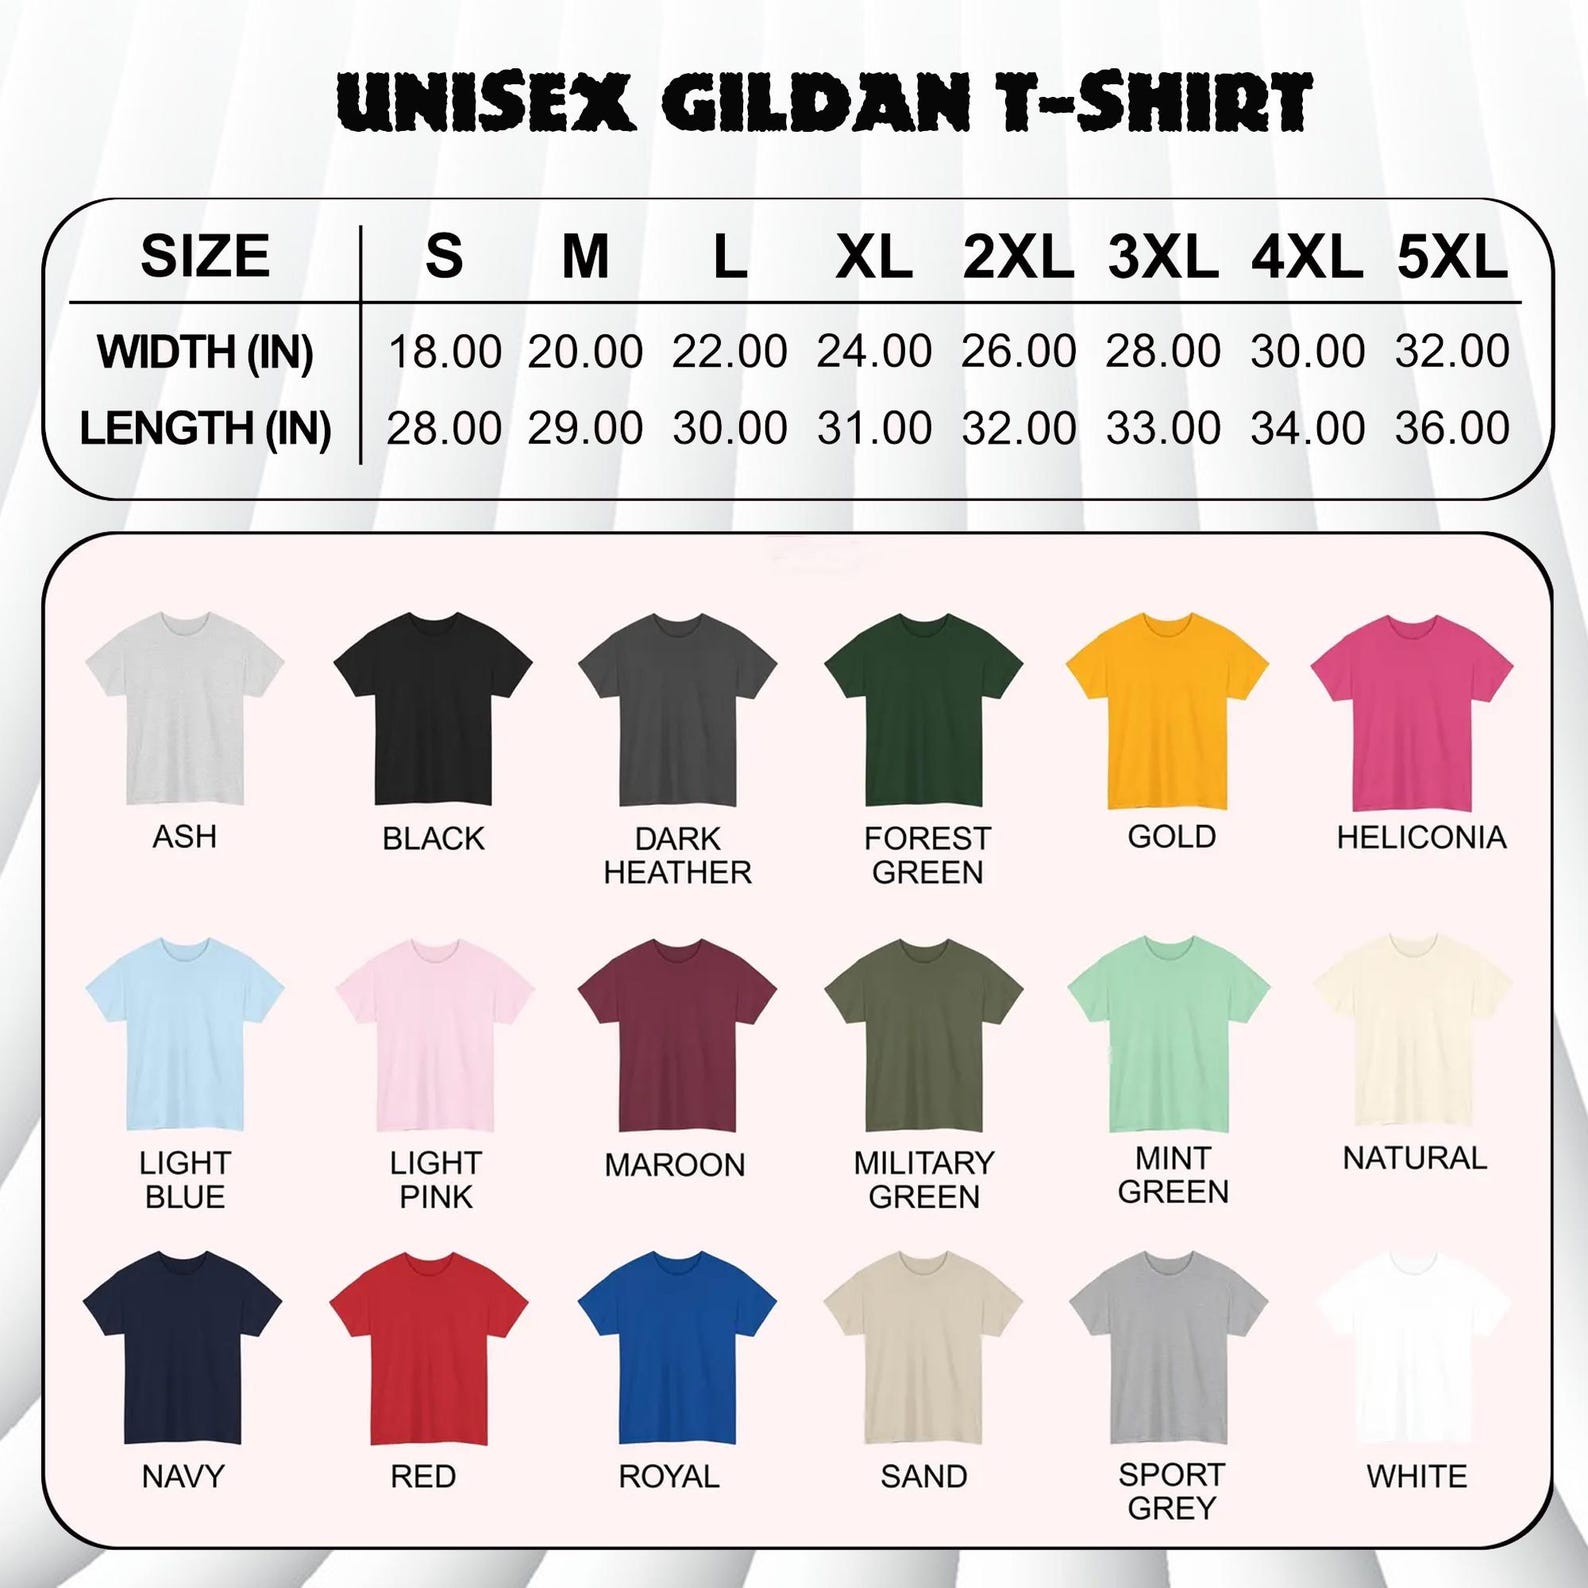 UNISEX GILDAN T-SHIRT
SIZE S M L XL 2XL 3XL 4XL 5XL
WIDTH (IN) 18.00 20.00 22.00 24.00 26.00 28.00 30.00 32.00
LENGTH (IN) 28.00 29.00 30.00 31.00 32.00 33.00 34.00 36.00
ASH
BLACK
DARK
HEATHER
FOREST
GREEN
GOLD
HELICONIA
LIGHT
BLUE
LIGHT
PINK
MAROON
MILITARY
GREEN
MINT
GREEN
NATURAL
NAVY
RED
ROYAL
SAND
SPORT
GREY
WHITE